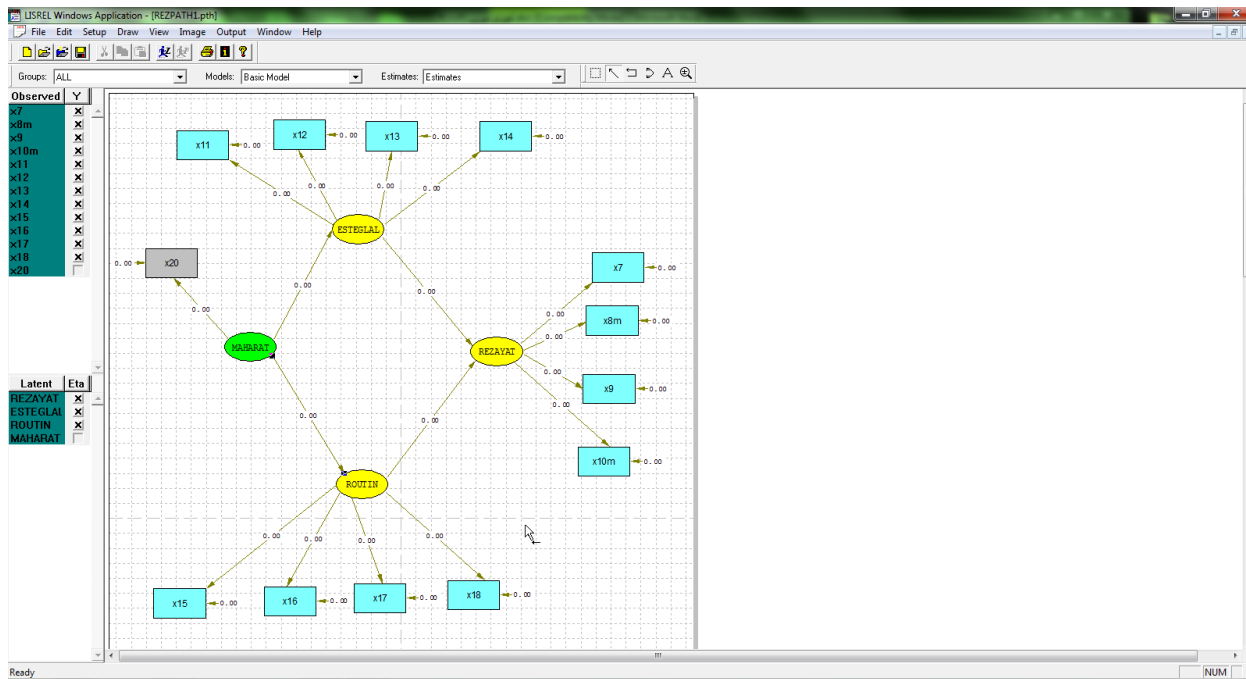 LISREL Windows Application - [REZPATH1.pth]
File Edit Setup Draw View Image Output Window Help
Groups: ALL Models: Basic Model Estimates: Estimates
Observed Y
x7
x8m
x9
x10m
x11
x12
x13
x14
x15
x16
x17
x18
x20
Latent Eta
REZAYAT
ESTEGLAL
ROUTIN
MAHARAT
x11 0.00 x12 0.00 x13 0.00 x14 0.00
0.00 0.00 0.00 0.00
ESTEGLAL
0.00 x20
x7 0.00
0.00 0.00 0.00
0.00 x8m 0.00
0.00
MAHARAT REZAYAT
0.00
x9 0.00
0.00
0.00 0.00
x10m 0.00
ROUTIN
0.00 0.00 0.00 0.00
x15 0.00 x16 0.00 x17 0.00 x18 0.00
Ready NUM